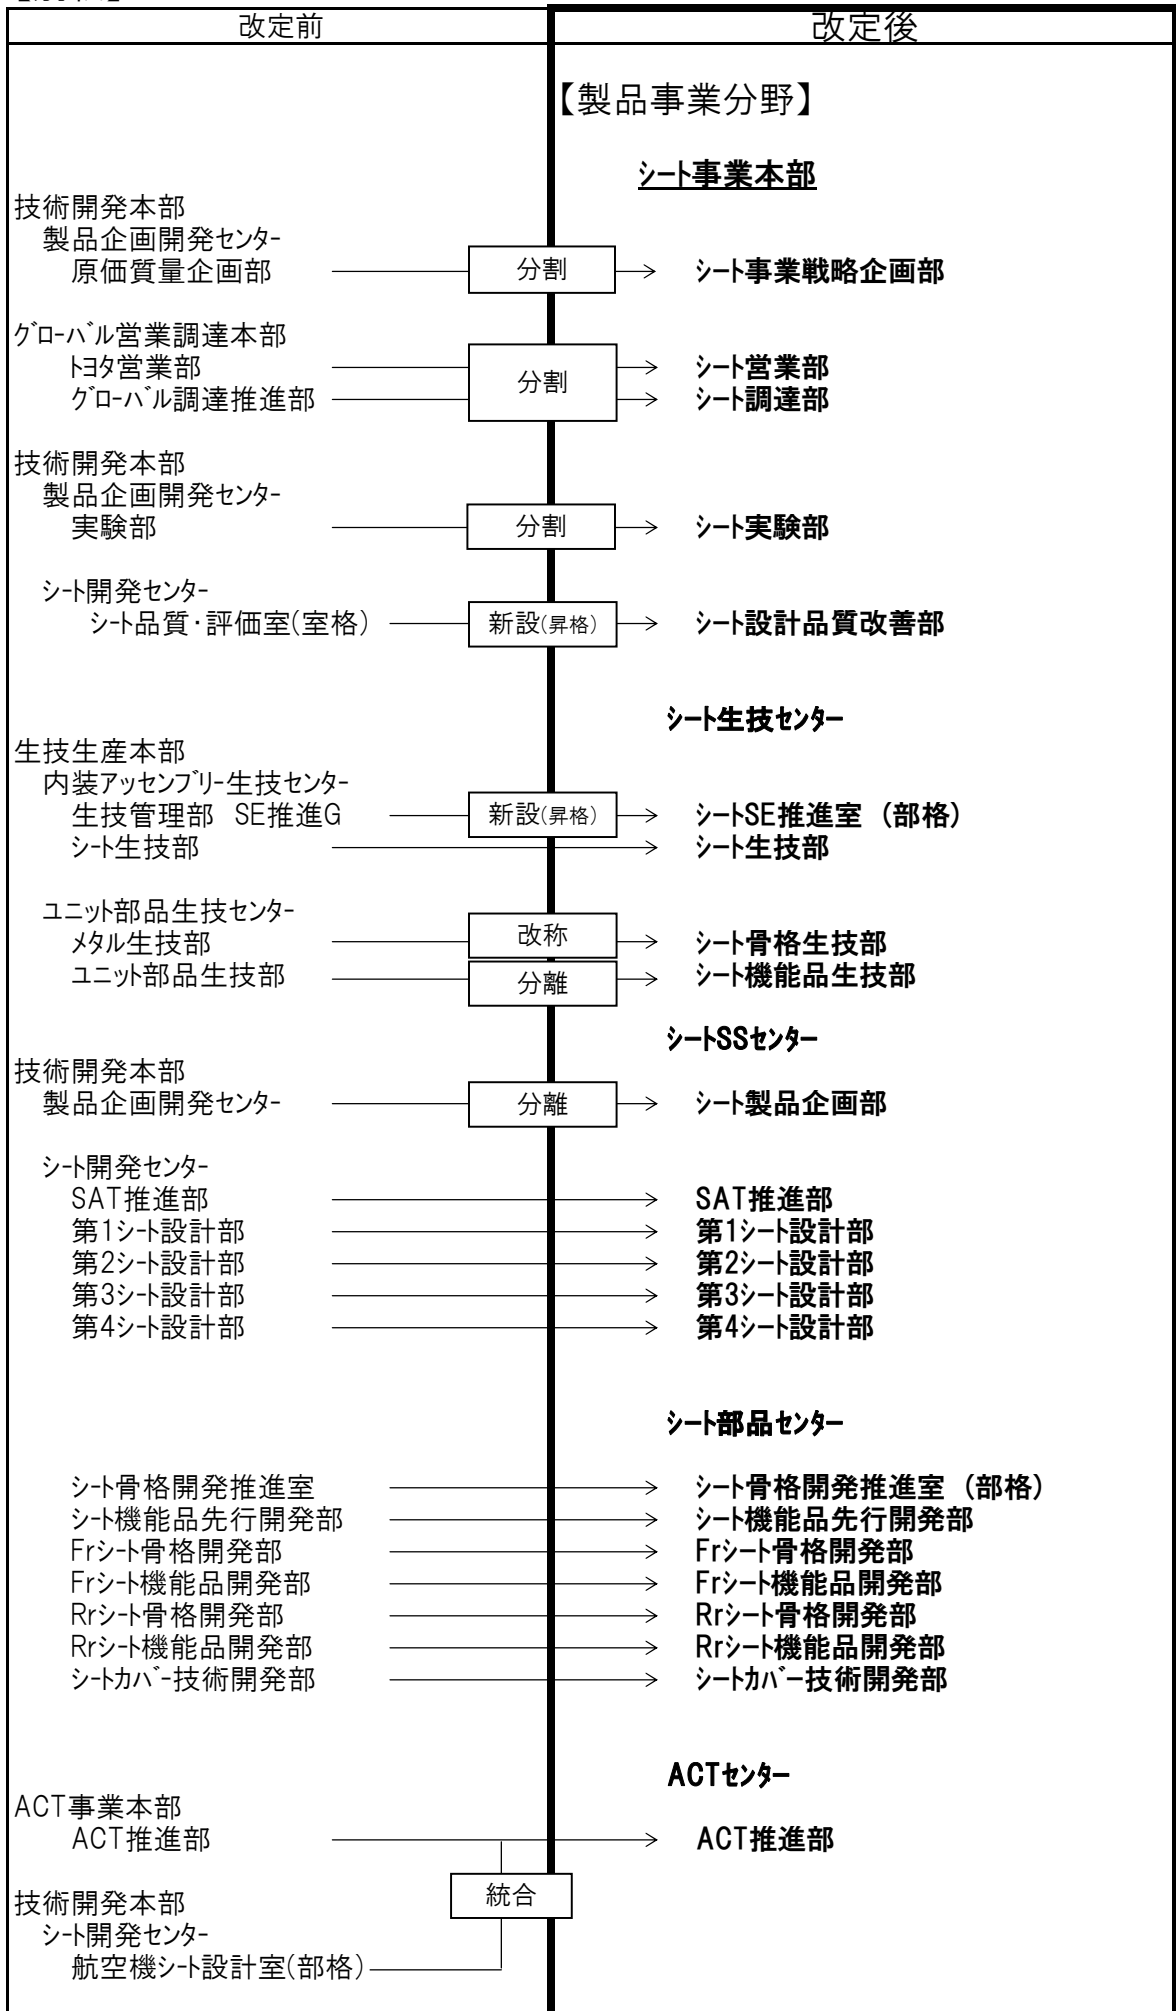 改定前 改定後
【製品事業分野】
シート事業本部
技術開発本部
製品企画開発センター
原価質量企画部 分割 シート事業戦略企画部
グローバル営業調達本部
トヨタ営業部 シート営業部
分割
グローバル調達推進部 シート調達部
技術開発本部
製品企画開発センター
実験部 分割 シート実験部
シート開発センター
シート品質・評価室(室格) 新設(昇格) シート設計品質改善部
シート生技センター
生技生産本部
内装アッセンブリー生技センター
生技管理部 SE推進G 新設(昇格) シートSE推進室 (部格)
シート生技部 シート生技部
ユニット部品生技センター
メタル生技部 改称 シート骨格生技部
ユニット部品生技部 分離 シート機能品生技部
シートSSセンター
技術開発本部
製品企画開発センター 分離 シート製品企画部
シート開発センター
SAT推進部 SAT推進部
第1シート設計部 第1シート設計部
第2シート設計部 第2シート設計部
第3シート設計部 第3シート設計部
第4シート設計部 第4シート設計部
シート部品センター
シート骨格開発推進室 シート骨格開発推進室 (部格)
シート機能品先行開発部 シート機能品先行開発部
Frシート骨格開発部 Frシート骨格開発部
Frシート機能品開発部 Frシート機能品開発部
Rrシート骨格開発部 Rrシート骨格開発部
Rrシート機能品開発部 Rrシート機能品開発部
シートカバー技術開発部 シートカバー技術開発部
ACTセンター
ACT事業本部
ACT推進部 ACT推進部
統合
技術開発本部
シート開発センター
航空機シート設計室(部格)